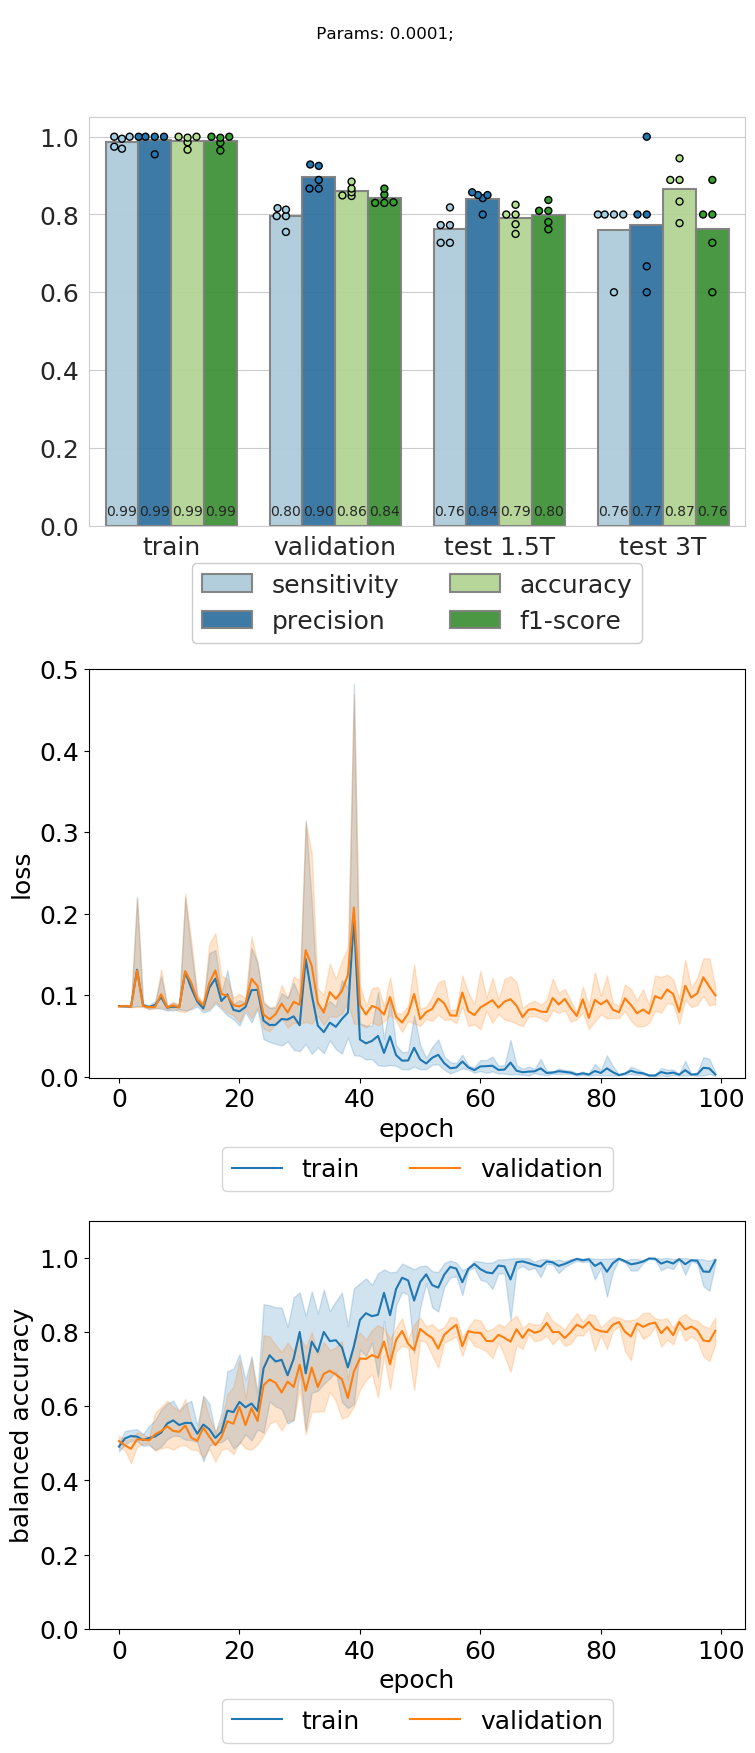 Params: 0.0001;
1.0
0.8
0.6
0.4
0.2
0.0
0.99 0.99 0.99 0.99 0.80 0.90 0.86 0.84 0.76 0.84 0.79 0.80 0.76 0.77 0.87 0.76
train validation test 1.5T test 3T
sensitivity accuracy
precision f1-score
0.5
0.4
0.3
0.2
0.1
0.0
loss
0 20 40 60 80 100
epoch
train validation
1.0
0.8
0.6
0.4
0.2
0.0
balanced accuracy
0 20 40 60 80 100
epoch
train validation